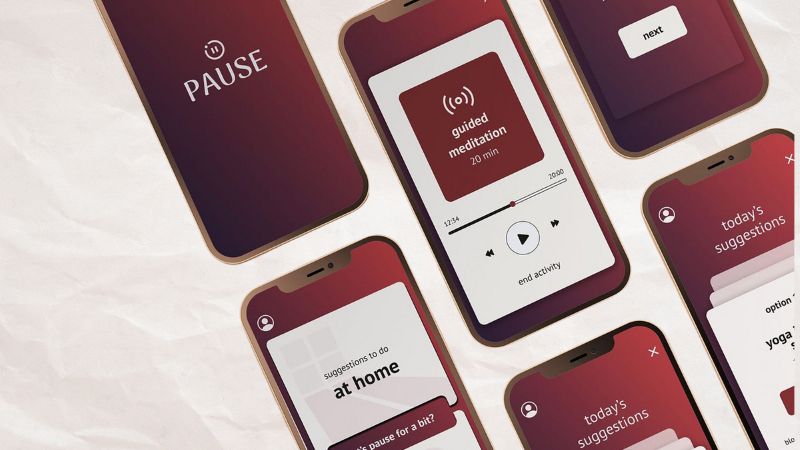 PAUSE
guided
meditation
20 min
12:34
20:00
end activity
next
today's
suggestions
option
yoga
suggestions to do
at home
pause for a bit?
today's
suggestions